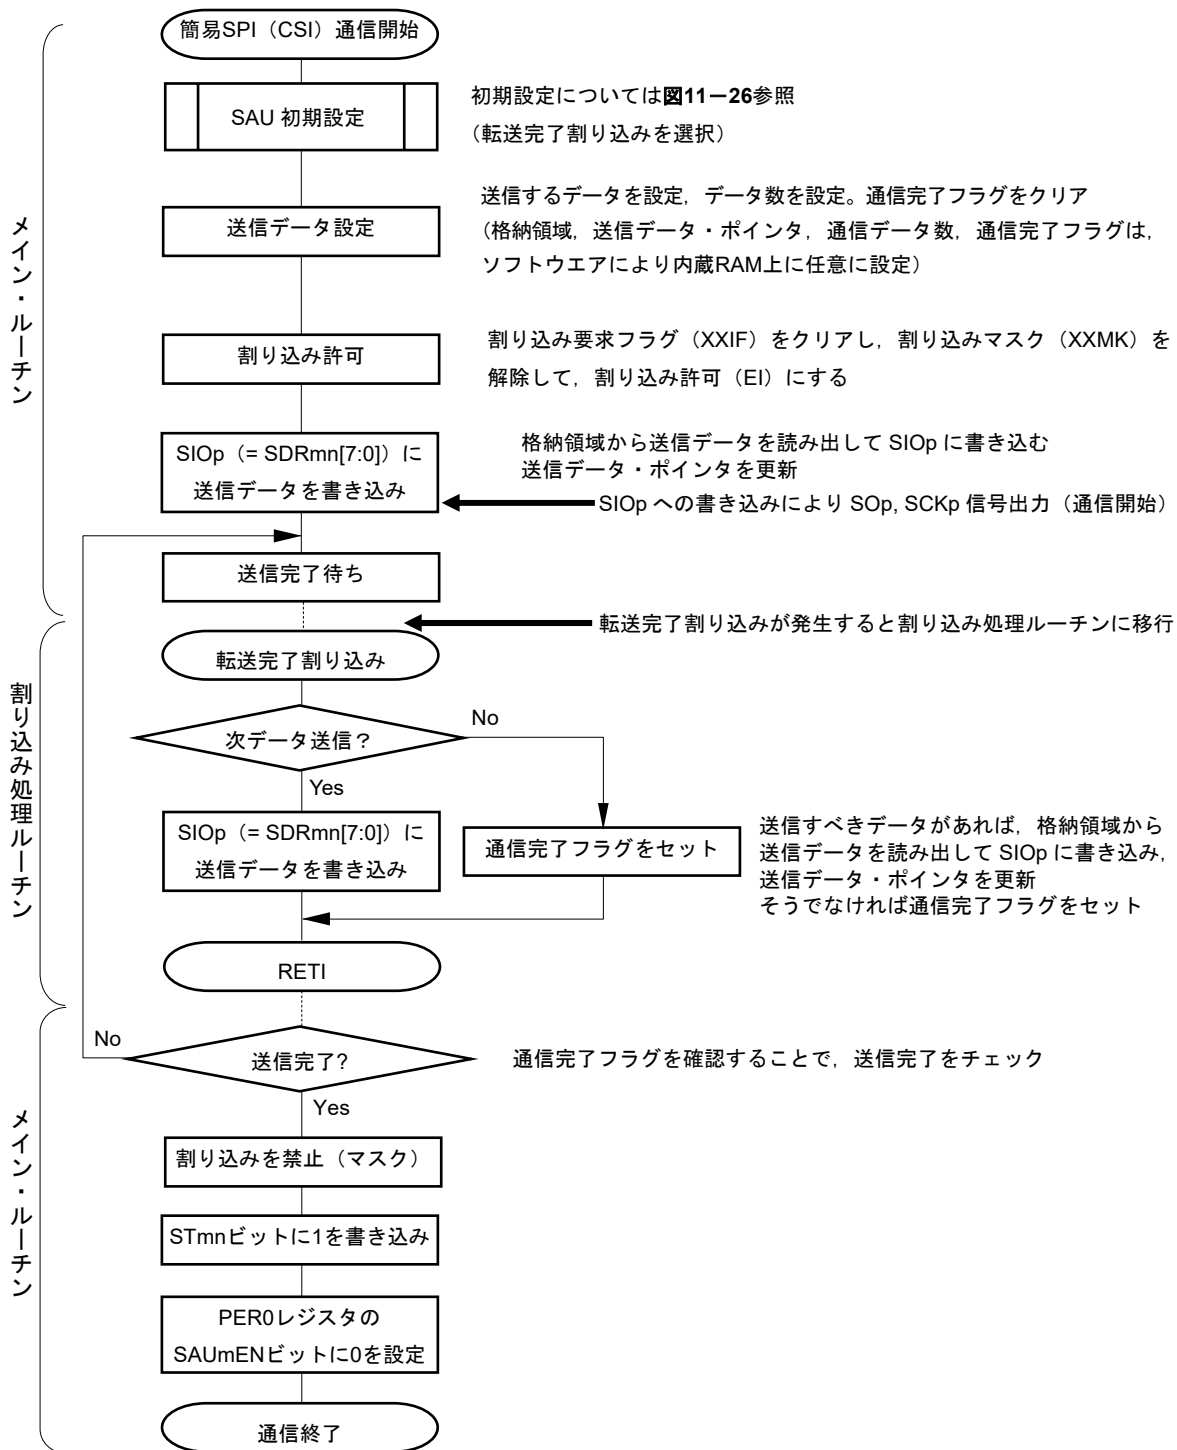 簡易SPI（CSI）通信開始
SAU 初期設定
初期設定については図11－26参照
（転送完了割り込みを選択）
送信データ設定
送信するデータを設定，データ数を設定。通信完了フラグをクリア
（格納領域，送信データ・ポインタ，通信データ数，通信完了フラグは，
ソフトウエアにより内蔵RAM上に任意に設定）
メイン・ルーチン
割り込み許可
割り込み要求フラグ（XXIF）をクリアし，割り込みマスク（XXMK）を
解除して，割り込み許可（EI）にする
SIOp（= SDRmn[7:0]）に
送信データを書き込み
格納領域から送信データを読み出して SIOp に書き込む
送信データ・ポインタを更新
SIOp への書き込みにより SOp, SCKp 信号出力（通信開始）
送信完了待ち
転送完了割り込みが発生すると割り込み処理ルーチンに移行
転送完了割り込み
割り込み処理ルーチン
次データ送信？
No
Yes
SIOp（= SDRmn[7:0]）に
送信データを書き込み
通信完了フラグをセット
送信すべきデータがあれば，格納領域から
送信データを読み出して SIOp に書き込み，
送信データ・ポインタを更新
そうでなければ通信完了フラグをセット
RETI
No
送信完了?
通信完了フラグを確認することで，送信完了をチェック
Yes
メイン・ルーチン
割り込みを禁止（マスク）
STmnビットに1を書き込み
PER0レジスタの
SAUmENビットに0を設定
通信終了